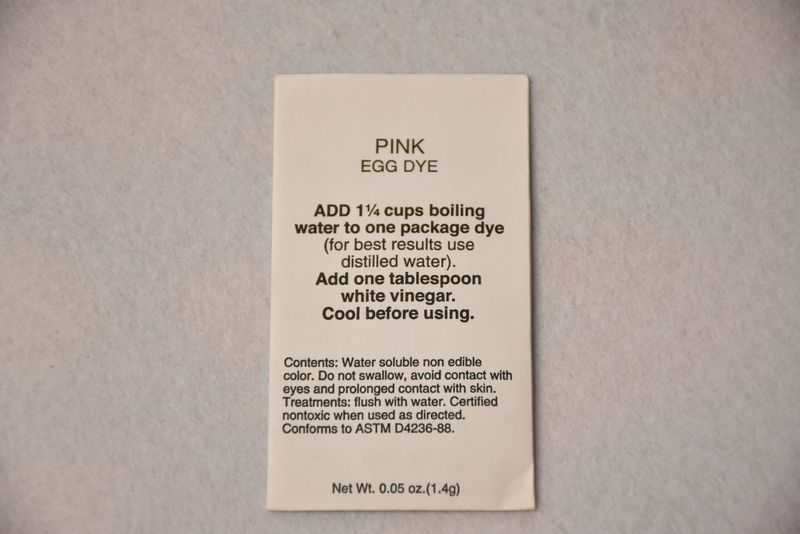 PINK
EGG DYE
ADD 1¼ cups boiling
water to one package dye
(for best results use
distilled water).
Add one tablespoon
white vinegar.
Cool before using.
Contents: Water soluble non edible
color. Do not swallow, avoid contact with
eyes and prolonged contact with skin.
Treatments: flush with water. Certified
nontoxic when used as directed.
Conforms to ASTM D4236-88.
Net Wt. 0.05 oz.(1.4g)